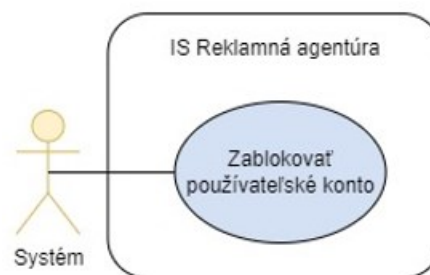 IS Reklamná agentúra
Zablokovať
používateľské konto
Systém